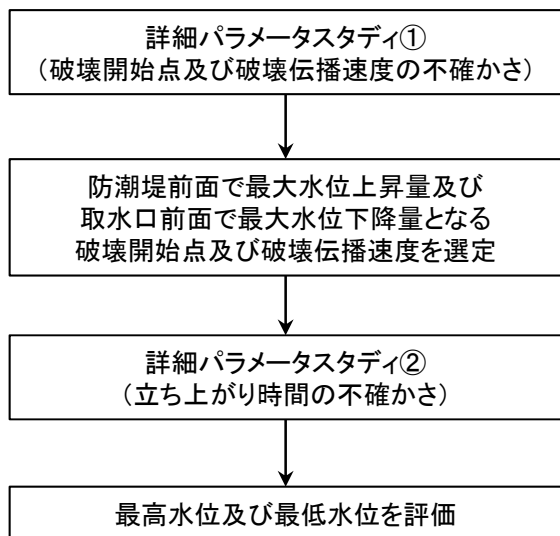 詳細パラメータスタディ①
（破壊開始点及び破壊伝播速度の不確かさ）
防潮堤前面で最大水位上昇量及び
取水口前面で最大水位下降量となる
破壊開始点及び破壊伝播速度を選定
詳細パラメータスタディ②
（立ち上がり時間の不確かさ）
最高水位及び最低水位を評価